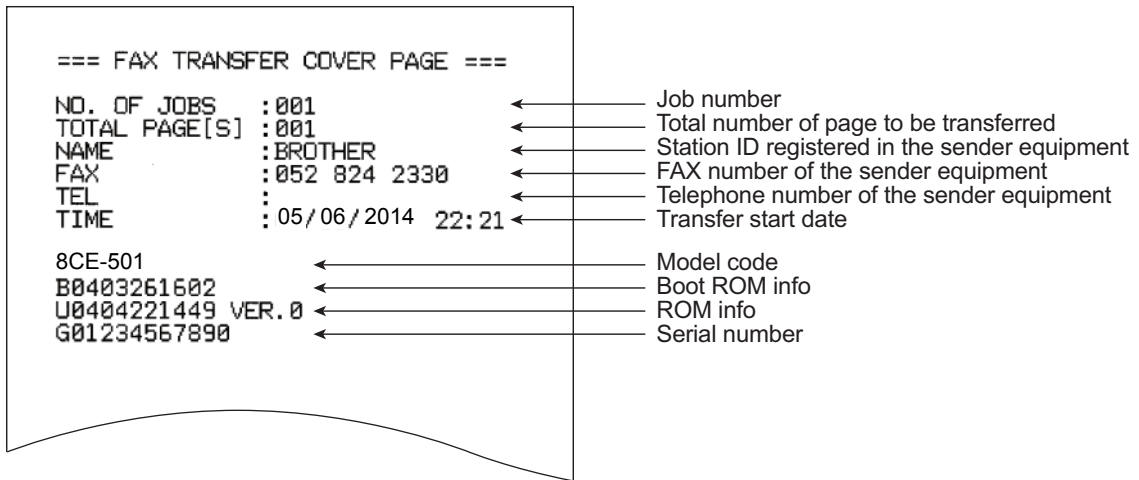 === FAX TRANSFER COVER PAGE ===
NO. OF JOBS :001 Job number
TOTAL PAGE[S] :001 Total number of page to be transferred
NAME :BROTHER Station ID registered in the sender equipment
FAX :052 824 2330 FAX number of the sender equipment
TEL : Telephone number of the sender equipment
TIME : 05/06/2014 22:21 Transfer start date
8CE-501 Model code
B0403261602 Boot ROM info
U0404221449 VER.0 ROM info
G01234567890 Serial number